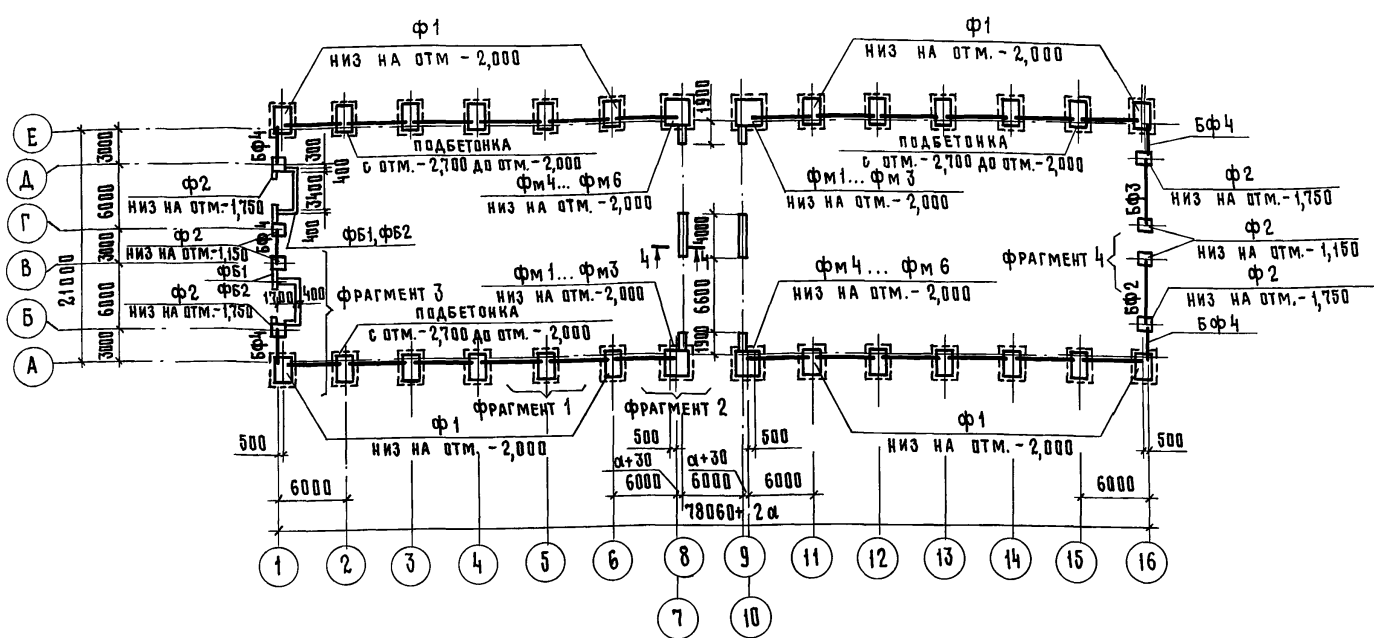 Ф1
НИЗ НА ОТМ - 2,000
Ф1
НИЗ НА ОТМ. - 2,000
1900
Е
Д
Г
В
Б
А
21000
3000
6000
3000
6000
3000
БФ4
300
400
3400
400
ПОДБЕТОНКА
С ОТМ. -2,700 ДО ОТМ. -2,000
ПОДБЕТОНКА
С ОТМ. -2,700 ДО ОТМ. -2,000
БФ4
Ф2
НИЗ НА ОТМ.-1,750
ФМ4... ФМ6
НИЗ НА ОТМ.-2,000
ФМ1... ФМ 3
НИЗ НА ОТМ. -2,000
Ф2
НИЗ НА ОТМ.-1,750
БФ3
БФ4
Ф2
НИЗ НА ОТМ.-1,150
ФБ1, ФБ2
4
4
4000
Ф2
НИЗ НА ОТМ.-1,150
ФРАГМЕНТ 4
ФБ1
ФБ2
1700
400
ФРАГМЕНТ 3
ФМ1... ФМ3
НИЗ НА ОТМ.-2,000
6600
ФМ4 ... ФМ 6
НИЗ НА ОТМ.- 2,000
БФ2
Ф2
НИЗ НА ОТМ. -1,750
Ф2
НИЗ НА ОТМ.-1,750
ПОДБЕТОНКА
С ОТМ. -2,700 ДО ОТМ. -2,000
БФ4
1900
БФ4
ФРАГМЕНТ 1
ФРАГМЕНТ 2
Ф1
НИЗ НА ОТМ. -2,000
Ф1
НИЗ НА ОТМ. -2,000
500
500
500
500
а+30
а+30
6000
6000
6000
6000
6000
78060+ 2а
1
2
3
4
5
6
8
9
11
12
13
14
15
16
7
10